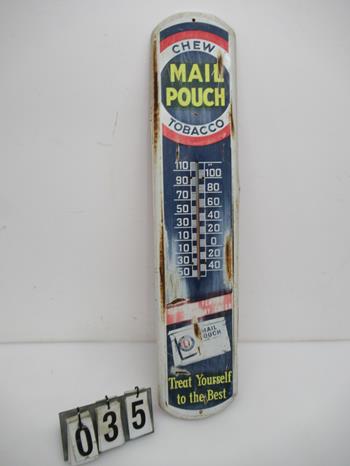 CHEW
MAIL
POUCH
TOBACCO
110 100
90 80
70 60
50 40
30 20
10 0
10 20
30 40
50
MAIL
POUCH
Treat Yourself
to the Best
035